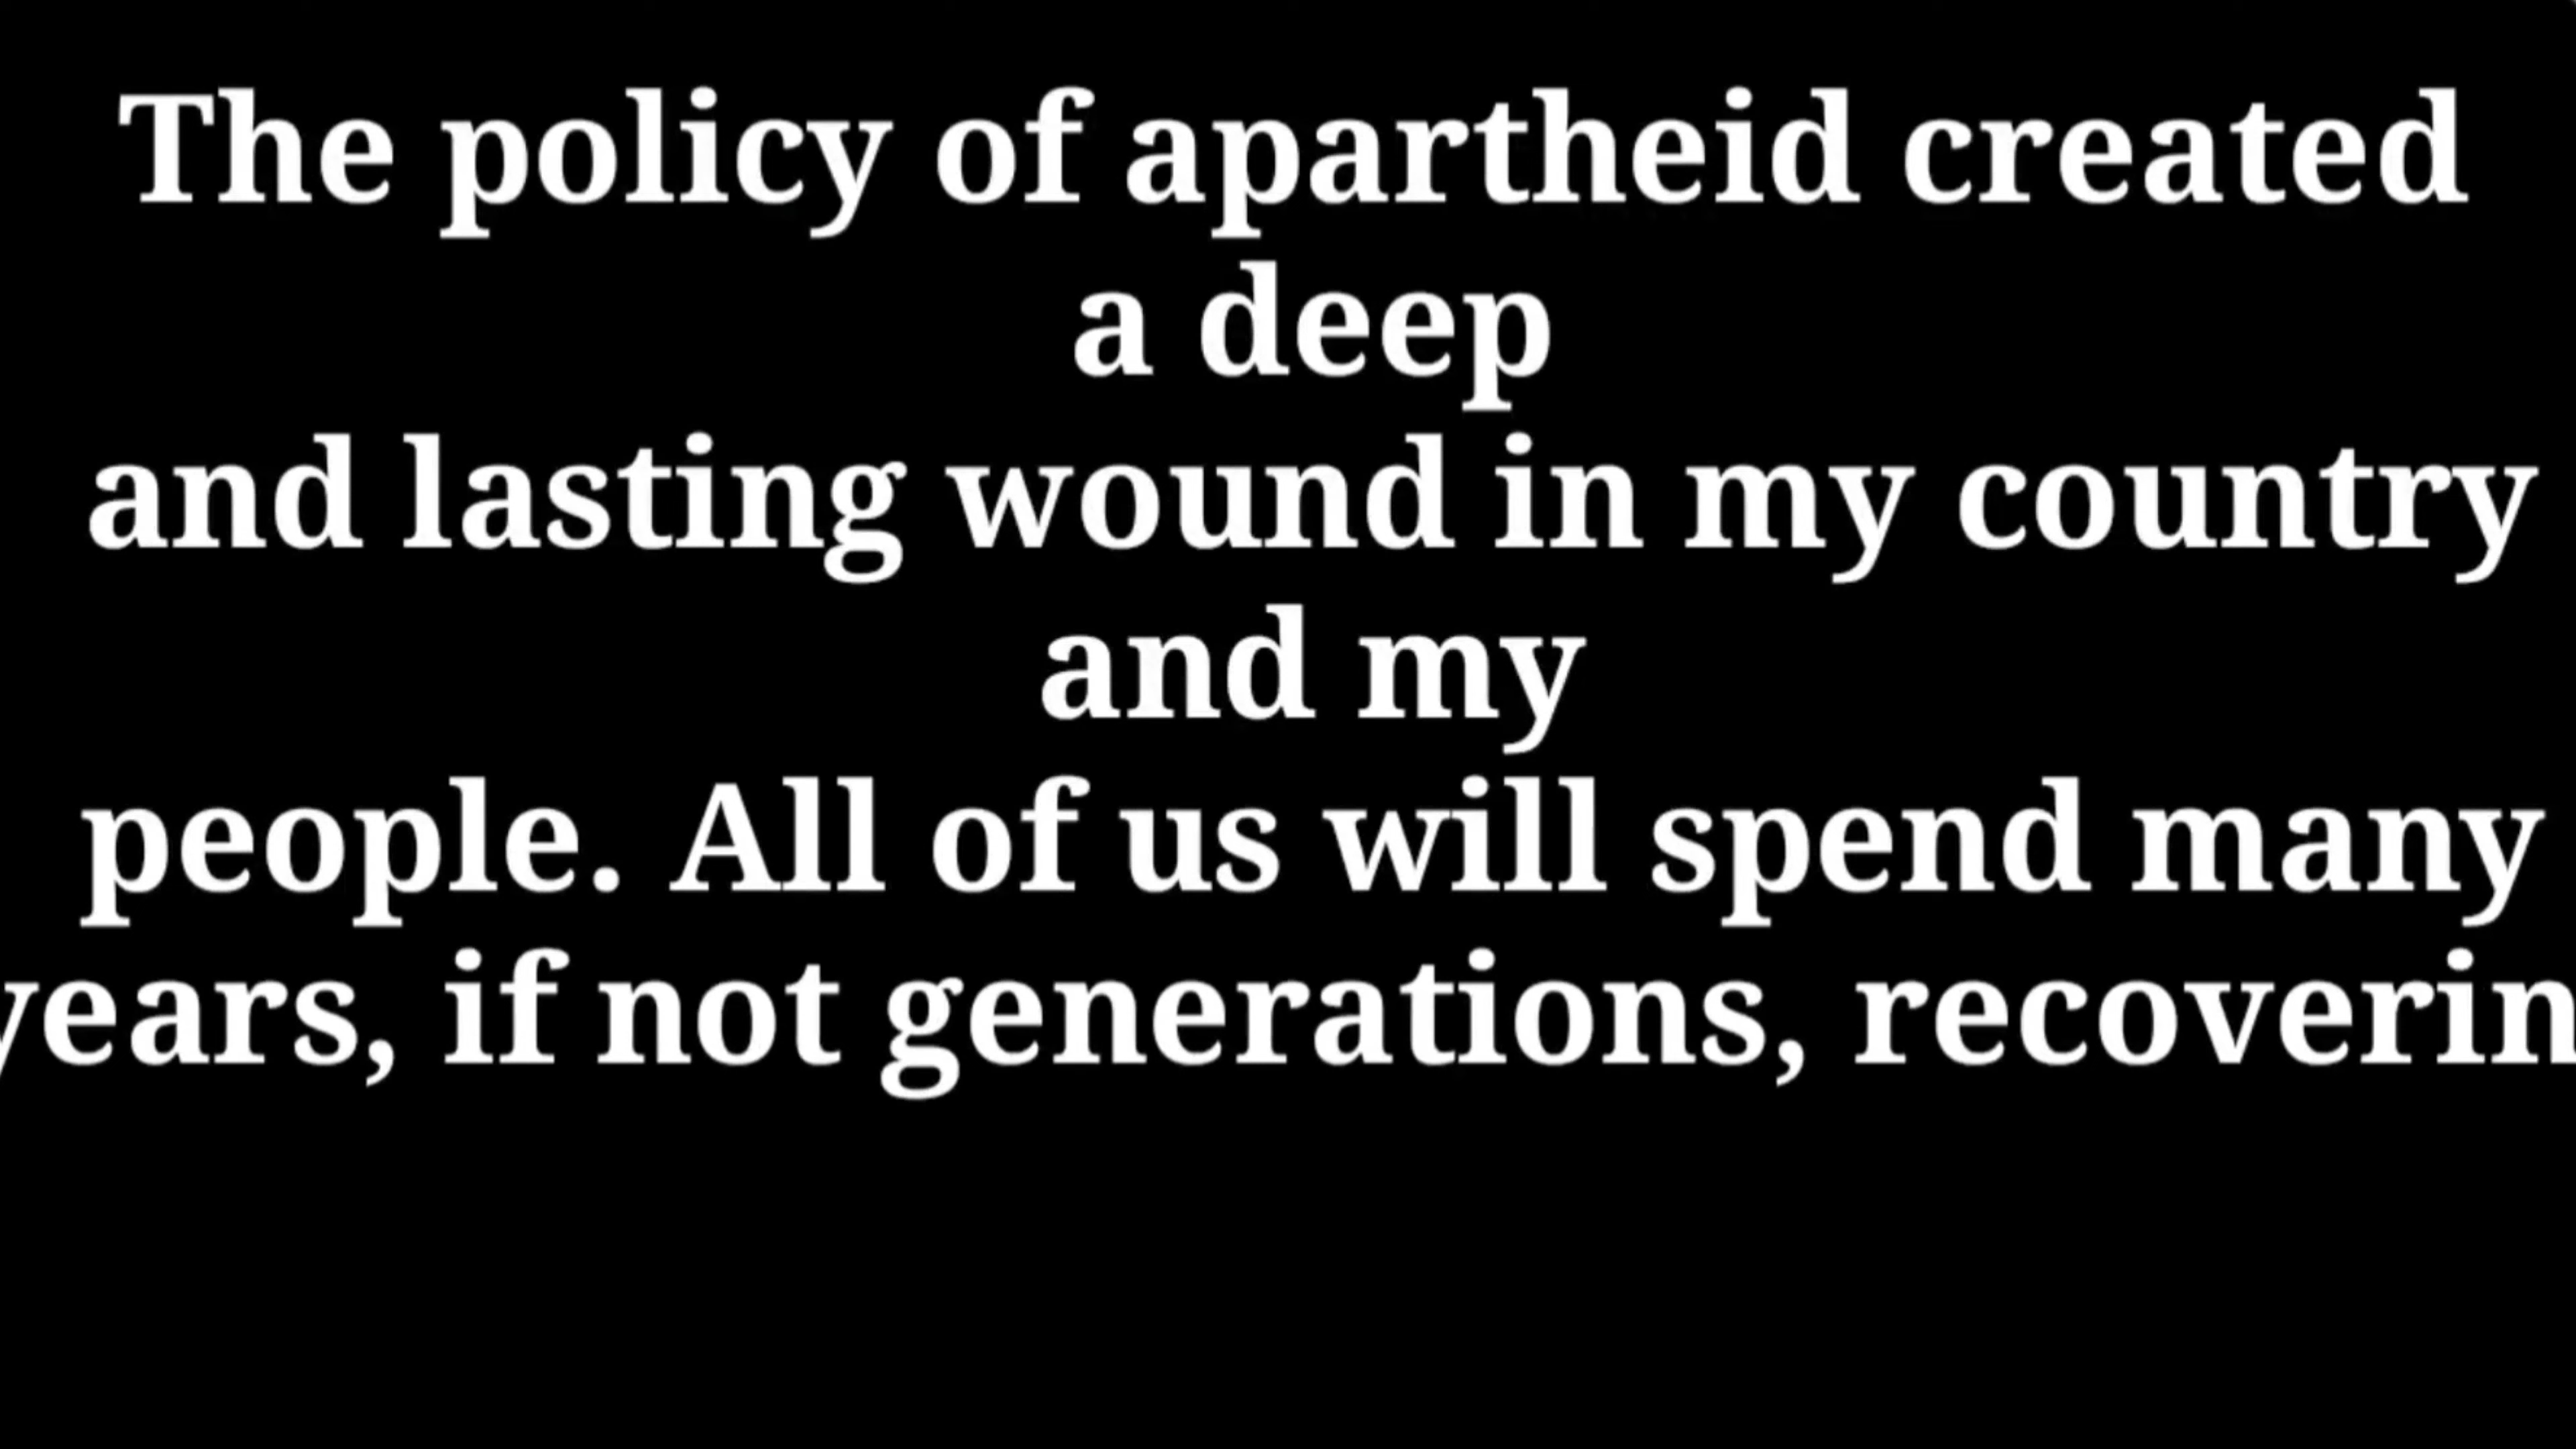 The policy of apartheid created
a deep
and lasting wound in my country
and my
people. All of us will spend many
years, if not generations, recoverin